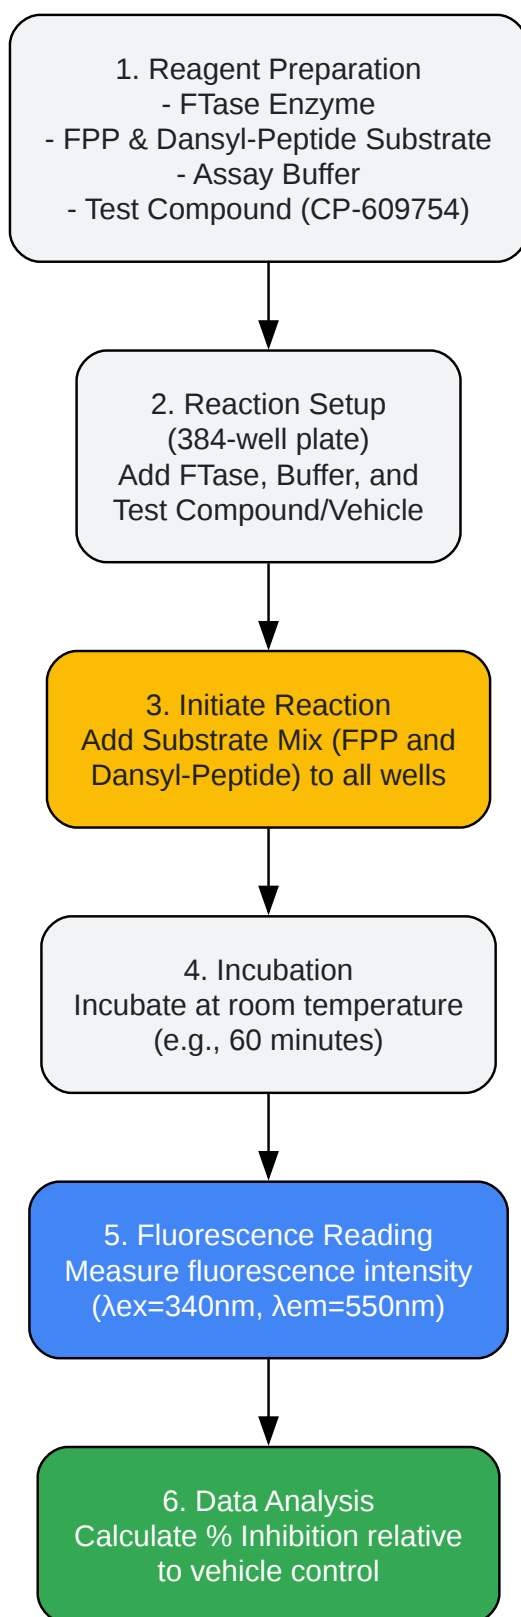 1. Reagent Preparation
- FTase Enzyme
- FPP & Dansyl-Peptide Substrate
- Assay Buffer
- Test Compound (CP-609754)
2. Reaction Setup
(384-well plate)
Add FTase, Buffer, and
Test Compound/Vehicle
3. Initiate Reaction
Add Substrate Mix (FPP and
Dansyl-Peptide) to all wells
4. Incubation
Incubate at room temperature
(e.g., 60 minutes)
5. Fluorescence Reading
Measure fluorescence intensity
(λex=340nm, λem=550nm)
6. Data Analysis
Calculate % Inhibition relative
to vehicle control